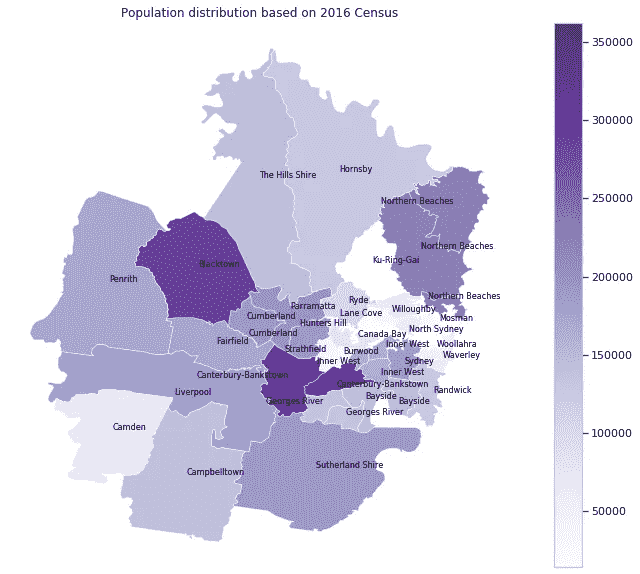 Population distribution based on 2016 Census
350000
300000
250000
200000
150000
100000
50000
The Hills Shire
Hornsby
Northern Beaches
Northern Beaches
Ku-Ring-Gai
Blacktown
Penrith
Northern Beaches
Parramatta
Ryde
Willoughby
Lane Cove
Mosman
Cumberland
Hunters Hill
North Sydney
Cumberland
Canada Bay
Fairfield
Inner West
Woollahra
Strathfield
Burwood
Waverley
Inner West
Sydney
Canterbury-Bankstown
Inner West
Canterbury-Bankstown
Liverpool
Randwick
Bayside
Georges River
Bayside
Georges River
Camden
Sutherland Shire
Campbelltown